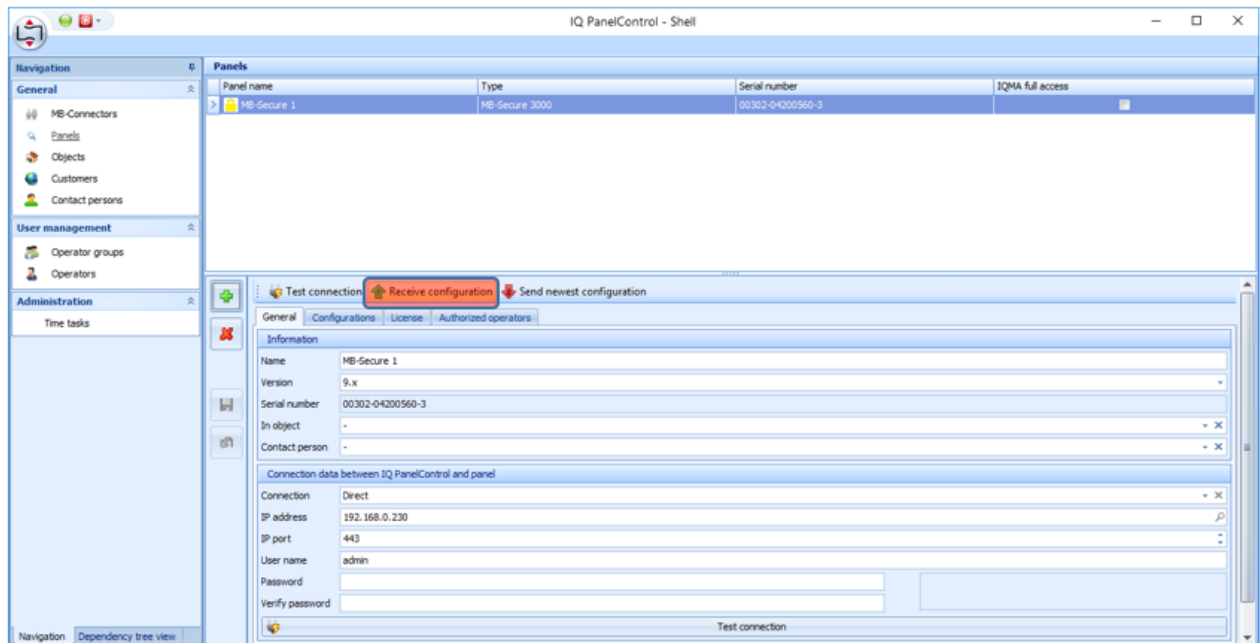 IQ PanelControl - Shell
Navigation
General
MB-Connectors
Panels
Objects
Customers
Contact persons
User management
Operator groups
Operators
Administration
Time tasks
Navigation Dependency tree view
Panels
Panel name Type Serial number IQMA full access
MB-Secure 1 MB-Secure 3000 00302-04200560-3
Test connection Receive configuration Send newest configuration
General Configurations License Authorized operators
Information
Name MB-Secure 1
Version 9.x
Serial number 00302-04200560-3
In object -
Contact person -
Connection data between IQ PanelControl and panel
Connection Direct
IP address 192.168.0.230
IP port 443
User name admin
Password
Verify password
Test connection